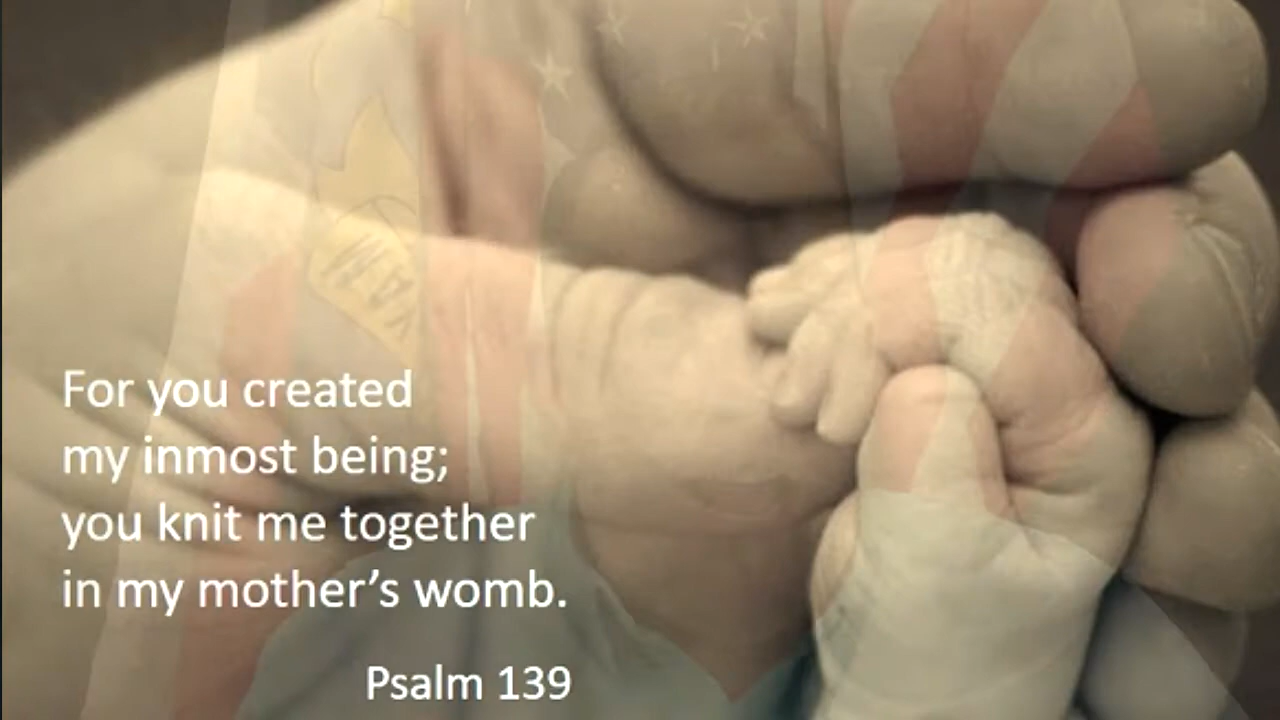 For you created
my inmost being;
you knit me together
in my mother’s womb.
Psalm 139